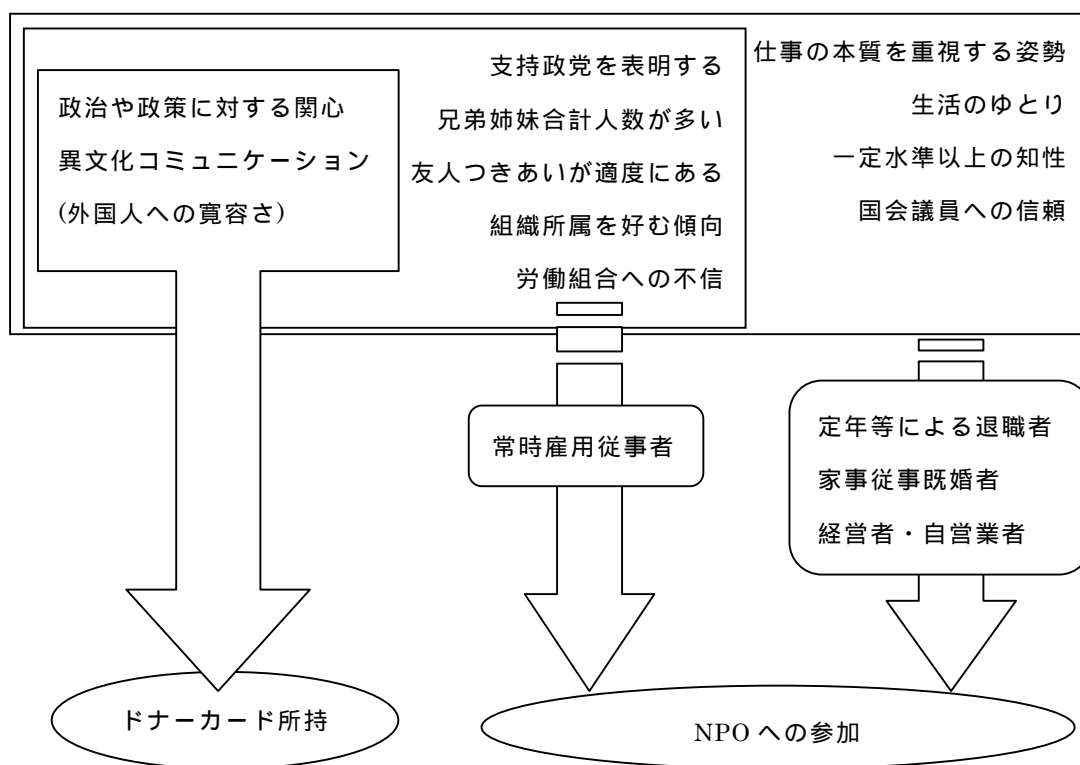 政治や政策に対する関心
異文化コミュニケーション
(外国人への寛容さ)
支持政党を表明する
兄弟姉妹合計人数が多い
友人つきあいが適度にある
組織所属を好む傾向
労働組合への不信
仕事の本質を重視する姿勢
生活のゆとり
一定水準以上の知性
国会議員への信頼
常時雇用従事者
定年等による退職者
家事従事既婚者
経営者・自営業者
ドナーカード所持
NPO への参加